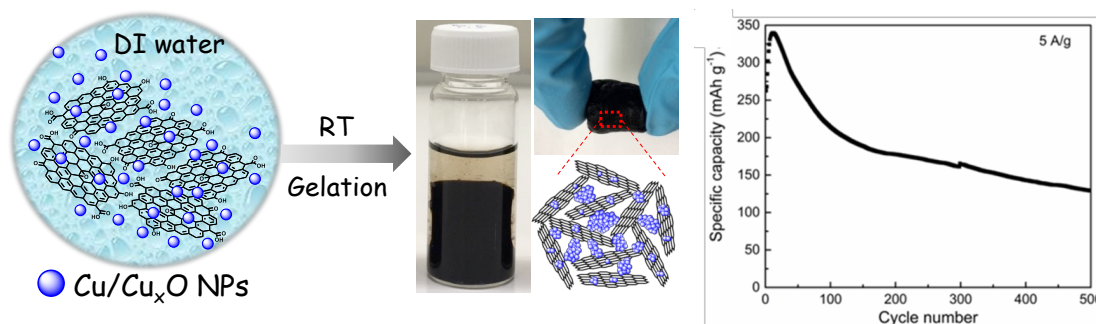 DI water
RT
Gelation
Cu/CuₓO NPs
5 A/g
Specific capacity (mAh g⁻¹)
350
300
250
200
150
100
50
0
0 100 200 300 400 500
Cycle number